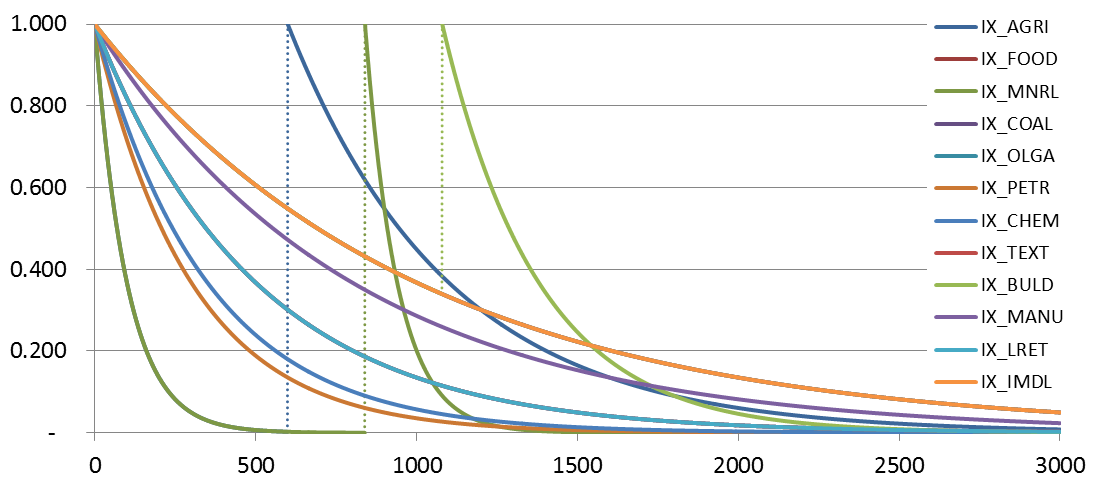 1.000
0.800
0.600
0.400
0.200
-
0 500 1000 1500 2000 2500 3000
IX_AGRI
IX_FOOD
IX_MNRL
IX_COAL
IX_OLGA
IX_PETR
IX_CHEM
IX_TEXT
IX_BULD
IX_MANU
IX_LRET
IX_IMDL